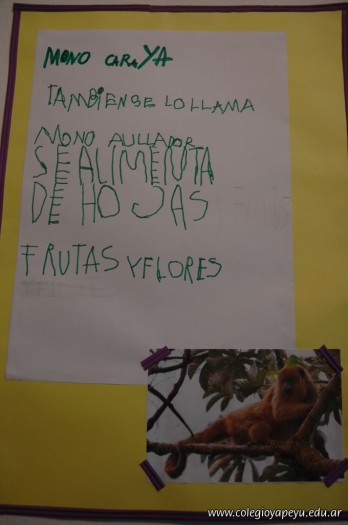 MONO CARAYA
TAMBIENSE LO LLAMA
MONO AULLADOR
SE ALIMENTA
DE HOJAS
FRUTAS Y FLORES
www.colegioyapeyu.edu.ar